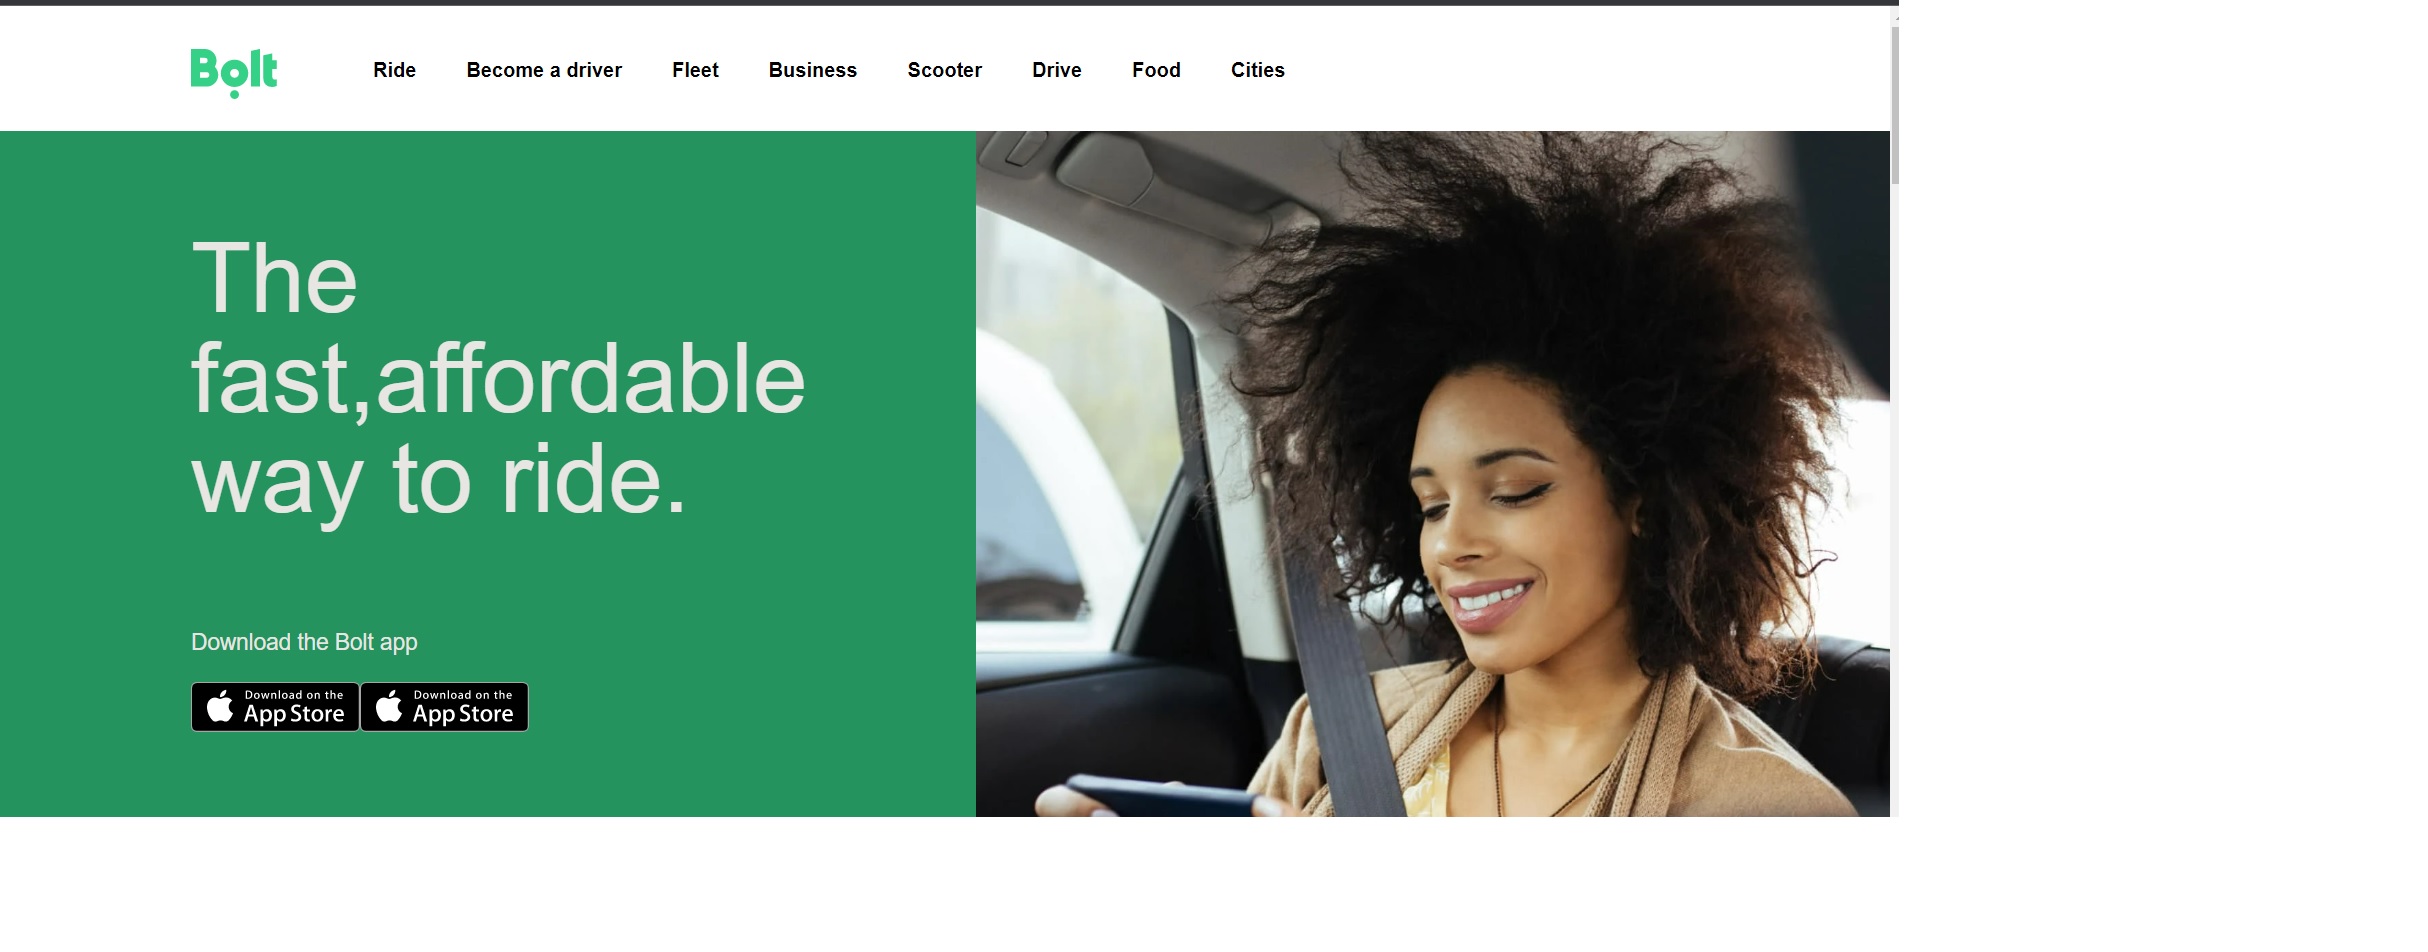 Bolt
Ride Become a driver Fleet Business Scooter Drive Food Cities
The
fast,affordable
way to ride.
Download the Bolt app
Download on the Download on the
App Store App Store